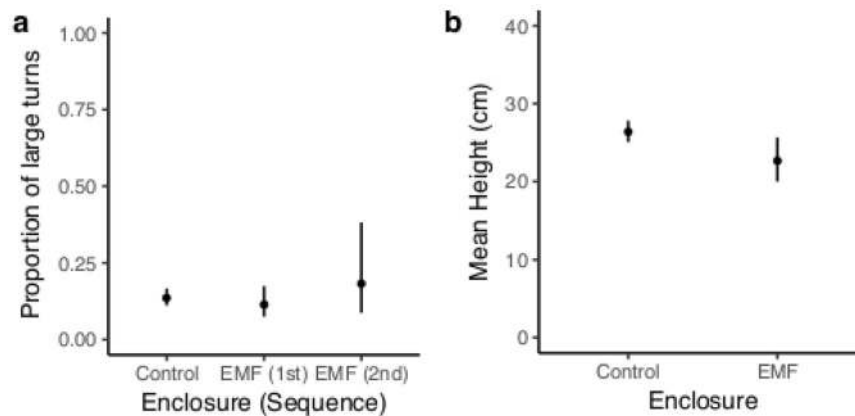 a
Proportion of large turns
1.00
0.75
0.50
0.25
0.00
Control EMF (1st) EMF (2nd)
Enclosure (Sequence)
b
Mean Height (cm)
40
30
20
10
0
Control EMF
Enclosure